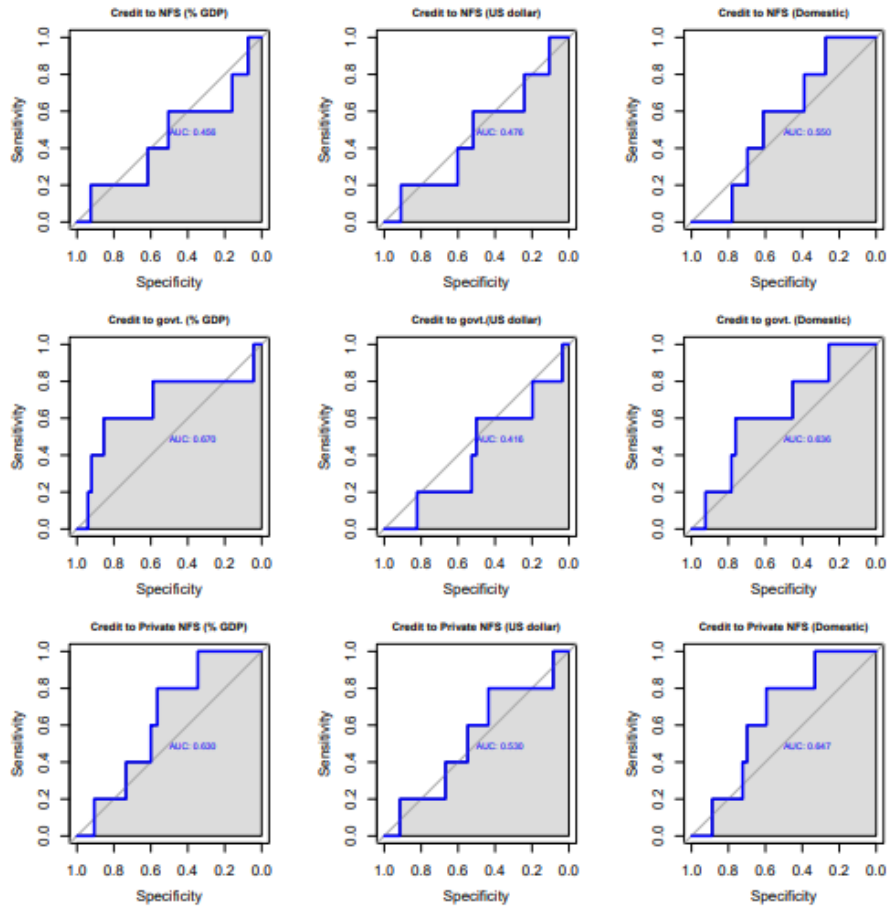 Credit to NFS (% GDP)
Sensitivity
1.0
0.8
0.6
0.4
0.2
0.0
AUC: 0.456
1.0 0.8 0.6 0.4 0.2 0.0
Specificity
Credit to NFS (US dollar)
Sensitivity
1.0
0.8
0.6
0.4
0.2
0.0
AUC: 0.476
1.0 0.8 0.6 0.4 0.2 0.0
Specificity
Credit to NFS (Domestic)
Sensitivity
1.0
0.8
0.6
0.4
0.2
0.0
AUC: 0.550
1.0 0.8 0.6 0.4 0.2 0.0
Specificity
Credit to govt. (% GDP)
Sensitivity
1.0
0.8
0.6
0.4
0.2
0.0
AUC: 0.670
1.0 0.8 0.6 0.4 0.2 0.0
Specificity
Credit to govt.(US dollar)
Sensitivity
1.0
0.8
0.6
0.4
0.2
0.0
AUC: 0.416
1.0 0.8 0.6 0.4 0.2 0.0
Specificity
Credit to govt. (Domestic)
Sensitivity
1.0
0.8
0.6
0.4
0.2
0.0
AUC: 0.636
1.0 0.8 0.6 0.4 0.2 0.0
Specificity
Credit to Private NFS (% GDP)
Sensitivity
1.0
0.8
0.6
0.4
0.2
0.0
AUC: 0.630
1.0 0.8 0.6 0.4 0.2 0.0
Specificity
Credit to Private NFS (US dollar)
Sensitivity
1.0
0.8
0.6
0.4
0.2
0.0
AUC: 0.530
1.0 0.8 0.6 0.4 0.2 0.0
Specificity
Credit to Private NFS (Domestic)
Sensitivity
1.0
0.8
0.6
0.4
0.2
0.0
AUC: 0.647
1.0 0.8 0.6 0.4 0.2 0.0
Specificity